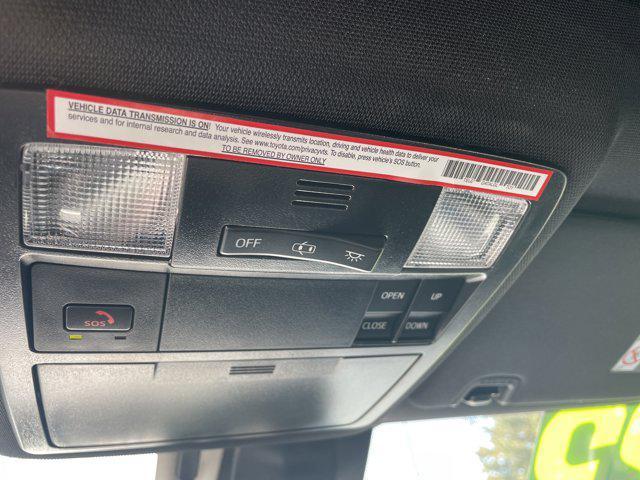 VEHICLE DATA TRANSMISSION IS ON! Your vehicle wirelessly transmits location, driving and vehicle health data to deliver your
services and for internal research and data analysis. See www.toyota.com/privacyvts. To disable, press vehicle's SOS button.
TO BE REMOVED BY OWNER ONLY
OFF
OPEN UP
SOS
CLOSE DOWN